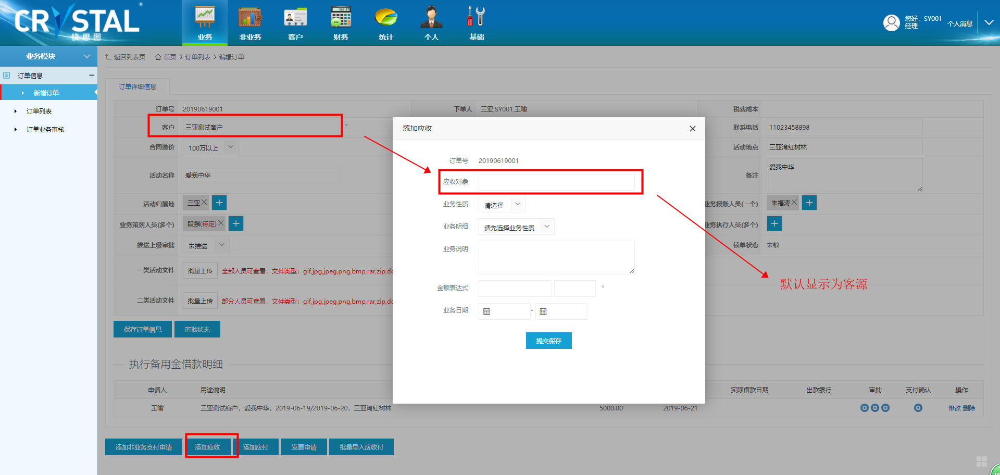 CRYSTAL ®
快思图
业务
非业务
客户
财务
统计
个人
基础
您好，SY001
经理
个人消息
业务模块
订单信息
新增订单
订单列表
订单业务审核
返回列表页 首页 > 订单列表 > 编辑订单
订单详细信息
订单号 20190619001 下单人 三亚,SY001,王喻 税费成本
客户 三亚测试客户 * 联系电话 11023458898
合同造价 100万以上 活动地点 三亚湾红树林
活动名称 爱我中华 备注 爱我中华
活动归属地 三亚 业务报账人员(一个) 朱福涛
业务策划人员(多个) 段强(待定) 业务执行人员(多个)
推送上级审批 未推送 锁单状态 未锁
一类活动文件 批量上传 全部人员可查看，文件类型：gif,jpg,jpeg,png,bmp,rar,zip,dc
二类活动文件 批量上传 部分人员可查看，文件类型：gif,jpg,jpeg,png,bmp,rar,zip,dc
保存订单信息 审批状态
添加应收
订单号 20190619001
应收对象
业务性质 请选择
业务明细 请先选择业务性质
业务说明
金额表达式 *
业务日期 -
提交保存
默认显示为客源
执行备用金借款明细
申请人 用途说明 实际借款日期 出款银行 审批 支付确认 操作
王喻 三亚测试客户，爱我中华，2019-06-19/2019-06-20，三亚湾红树林 5000.00 2019-06-21 修改 删除
添加非业务支付申请 添加应收 添加应付 发票申请 批量导入应收付